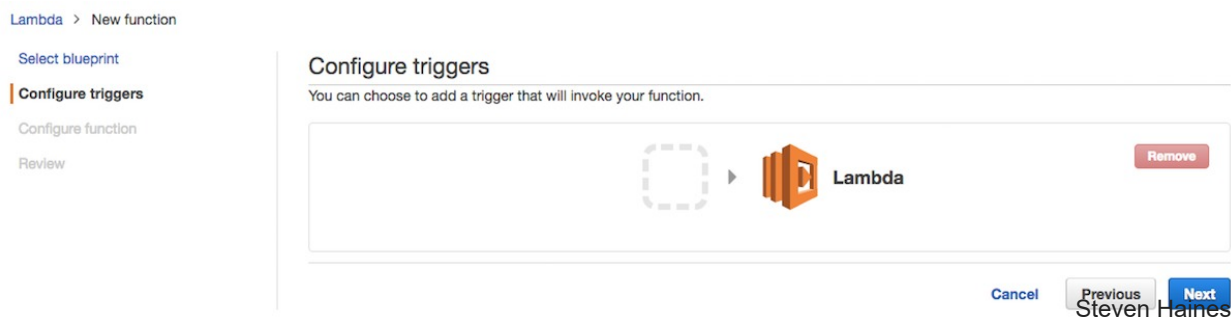 Lambda > New function
Select blueprint
Configure triggers
Configure function
Review
Configure triggers
You can choose to add a trigger that will invoke your function.
Remove
Lambda
Cancel
Previous
Next
Steven Haines